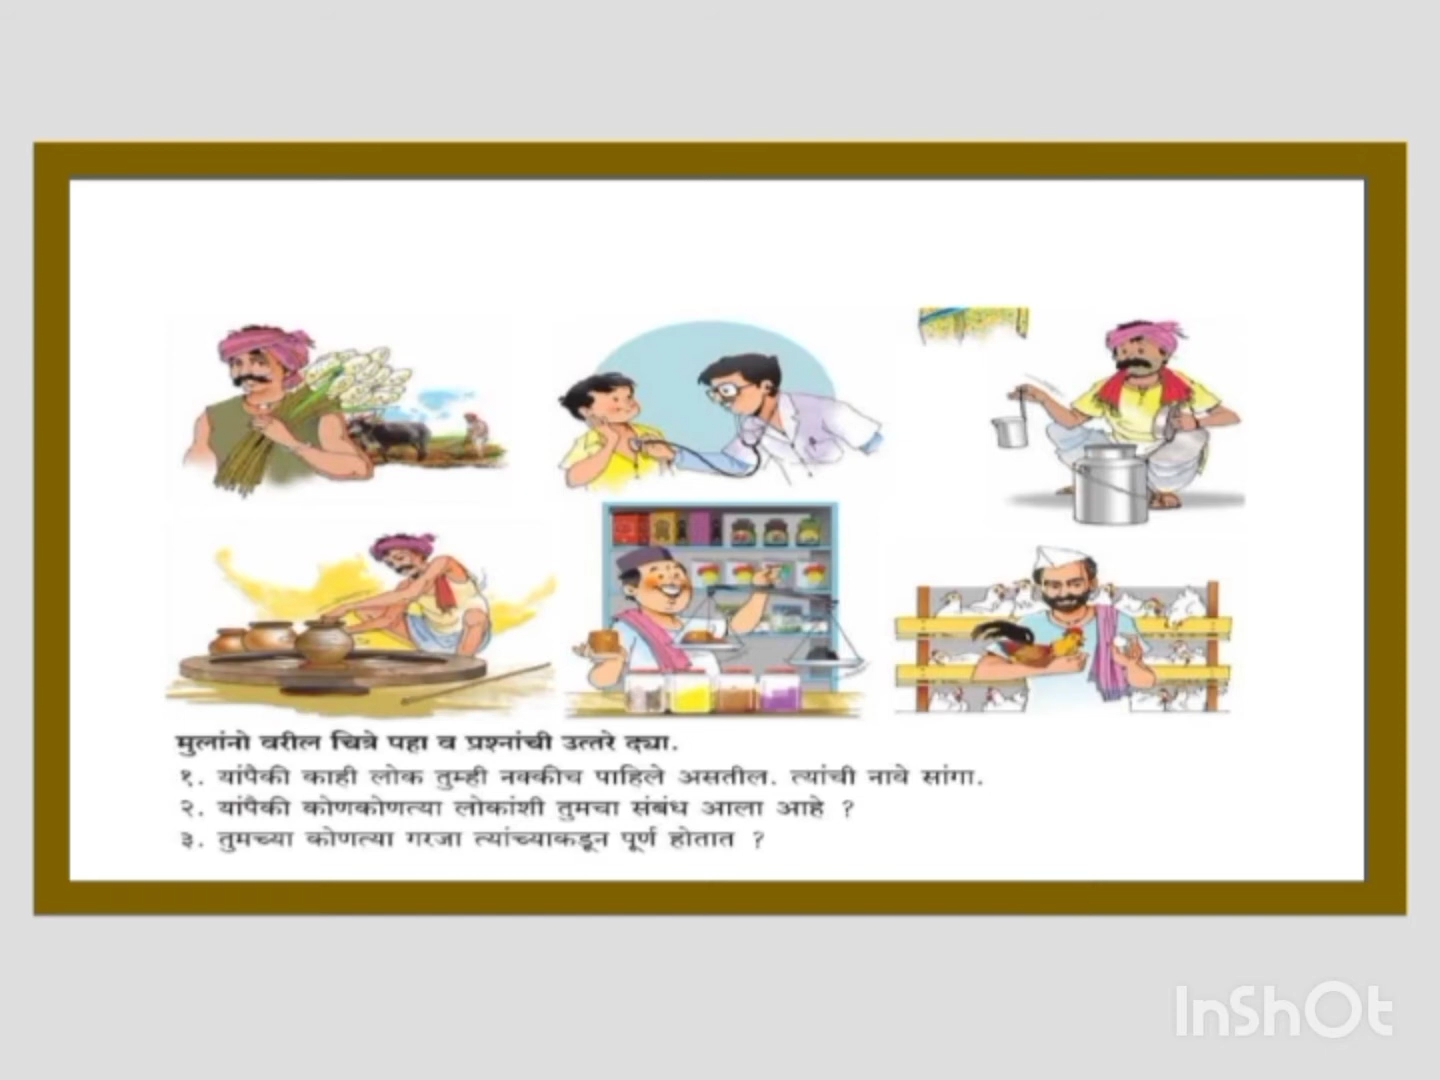 मुलांनो वरील चित्रे पहा व प्रश्नांची उत्तरे द्या.
१. यांपैकी काही लोक तुम्ही नक्कीच पाहिले असतील. त्यांची नावे सांगा.
२. यांपैकी कोणकोणत्या लोकांशी तुमचा संबंध आला आहे ?
३. तुमच्या कोणत्या गरजा त्यांच्याकडून पूर्ण होतात ?
InShOt